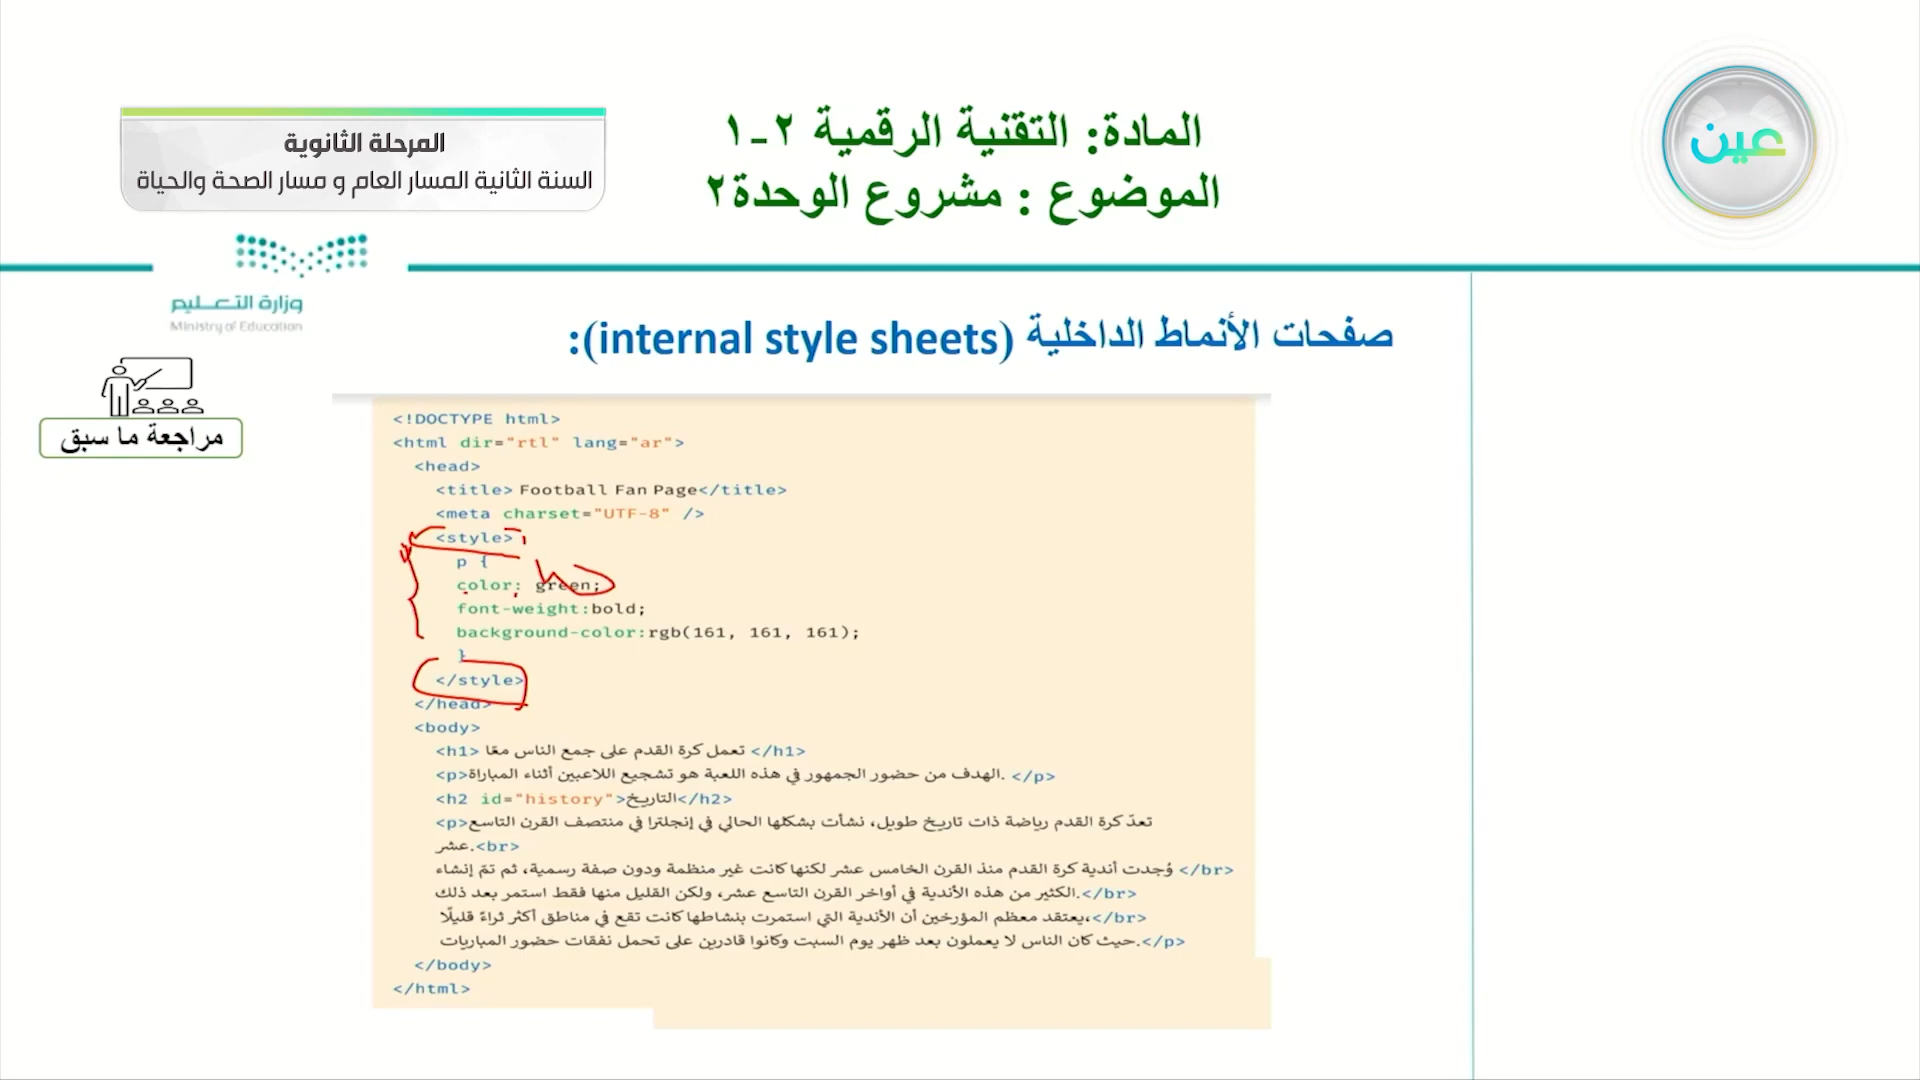 المادة: التقنية الرقمية ٢-١
الموضوع : مشروع الوحدة٢
المرحلة الثانوية
السنة الثانية المسار العام و مسار الصحة والحياة
عين
وزارة التعـــليم
Ministry of Education
مراجعة ما سبق
صفحات الأنماط الداخلية (internal style sheets):
<!DOCTYPE html>
<html dir="rtl" lang="ar">
<head>
<title> Football Fan Page</title>
<meta charset="UTF-8" />
<style>
p {
color: green;
font-weight:bold;
background-color:rgb(161, 161, 161);
}
</style>
</head>
<body>
<h1> تعمل كرة القدم على جمع الناس معًا </h1>
<p>الهدف من حضور الجمهور في هذه اللعبة هو تشجيع اللاعبين أثناء المباراة. </p>
<h2 id="history">التاريخ</h2>
<p>تعدّ كرة القدم رياضة ذات تاريخ طويل، نشأت بشكلها الحالي في إنجلترا في منتصف القرن التاسع
عشر.<br>
وُجدت أندية كرة القدم منذ القرن الخامس عشر لكنها كانت غير منظمة ودون صفة رسمية، ثم تمّ إنشاء </br>
الكثير من هذه الأندية في أواخر القرن التاسع عشر، ولكن القليل منها فقط استمر بعد ذلك.</br>
يعتقد معظم المؤرخين أن الأندية التي استمرت بنشاطها كانت تقع في مناطق أكثر ثراءً قليلًا،</br>
حيث كان الناس لا يعملون بعد ظهر يوم السبت وكانوا قادرين على تحمل نفقات حضور المباريات.</p>
</body>
</html>